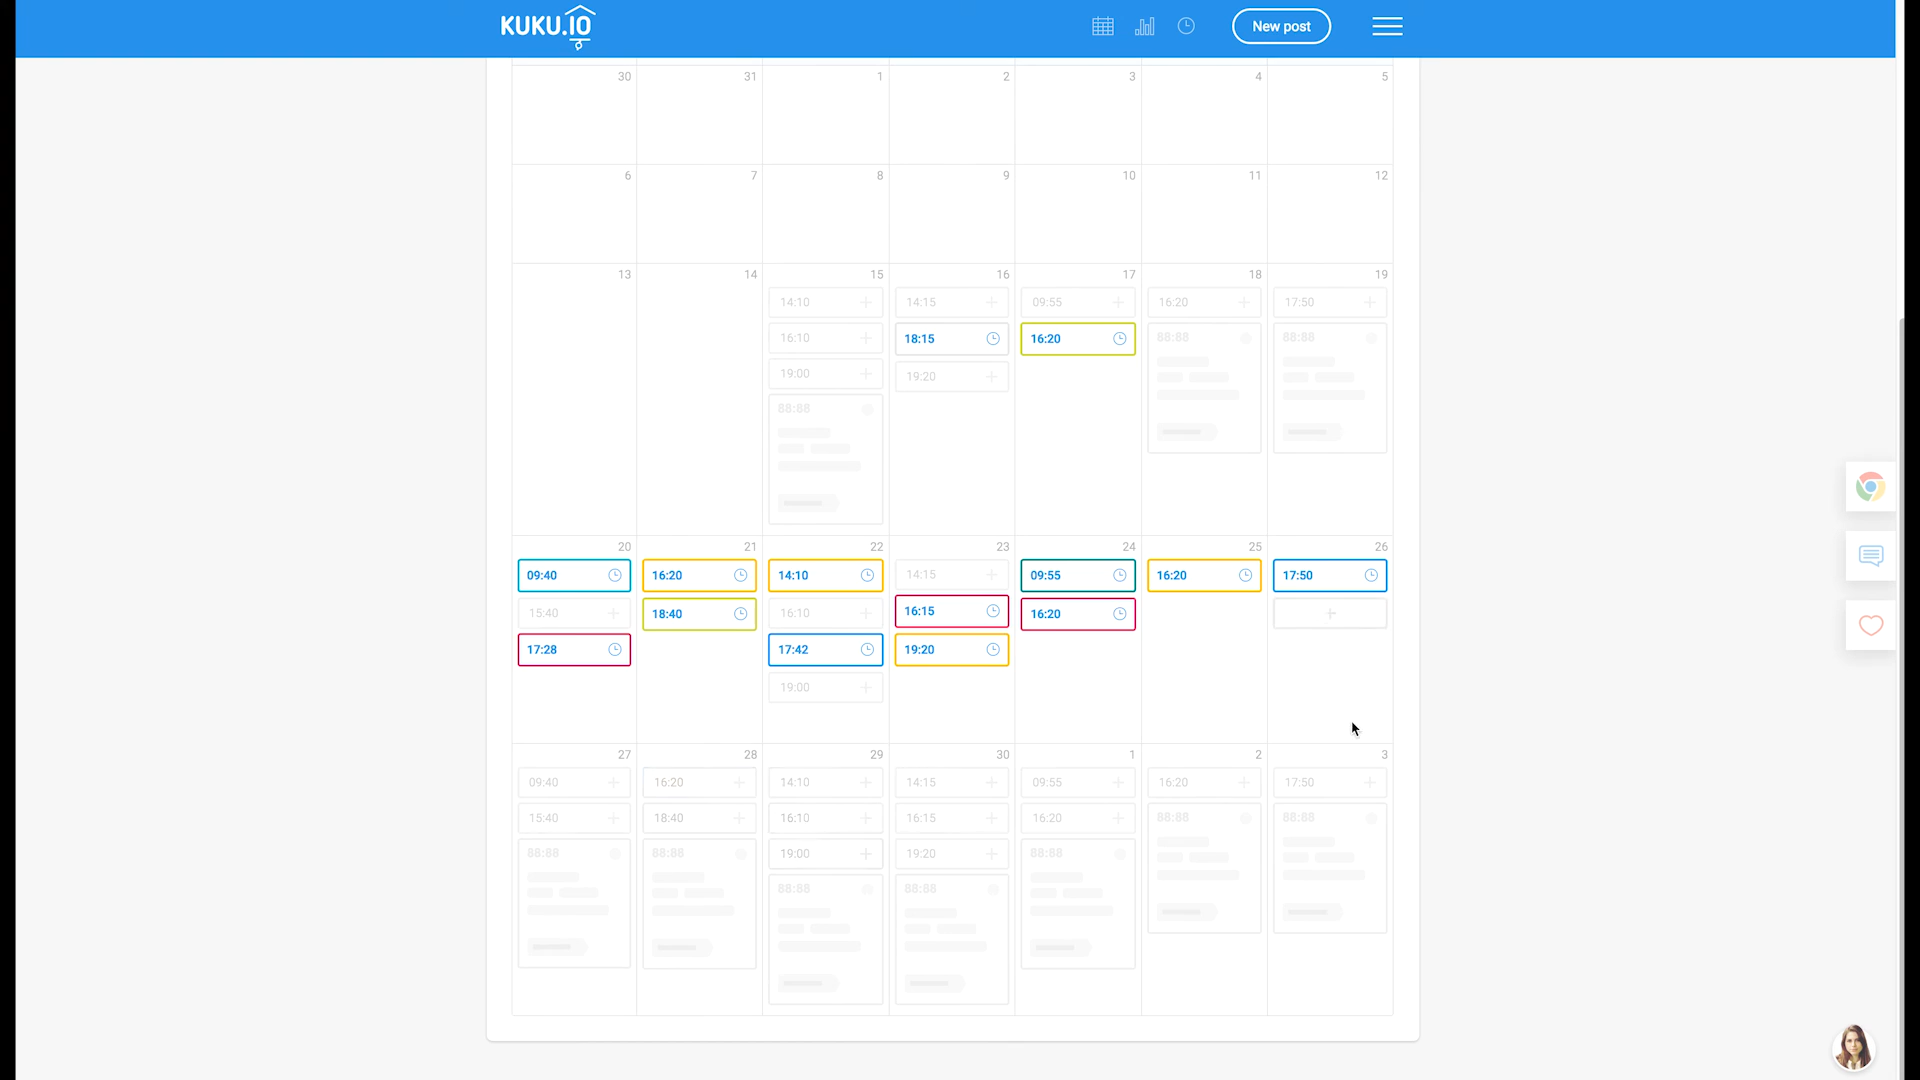 KUKU.IO
New post
30 31 1 2 3 4 5
6 7 8 9 10 11 12
13 14 15 16 17 18 19
14:10 14:15 09:55 16:20 17:50
16:10 18:15 16:20 88:88 88:88
19:00 19:20
88:88
20 21 22 23 24 25 26
09:40 16:20 14:10 14:15 09:55 16:20 17:50
15:40 18:40 16:10 16:15 16:20
17:28 17:42 19:20
19:00
27 28 29 30 1 2 3
09:40 16:20 14:10 14:15 09:55 16:20 17:50
15:40 18:40 16:10 16:15 16:20 88:88 88:88
88:88 88:88 19:00 19:20 88:88
88:88 88:88